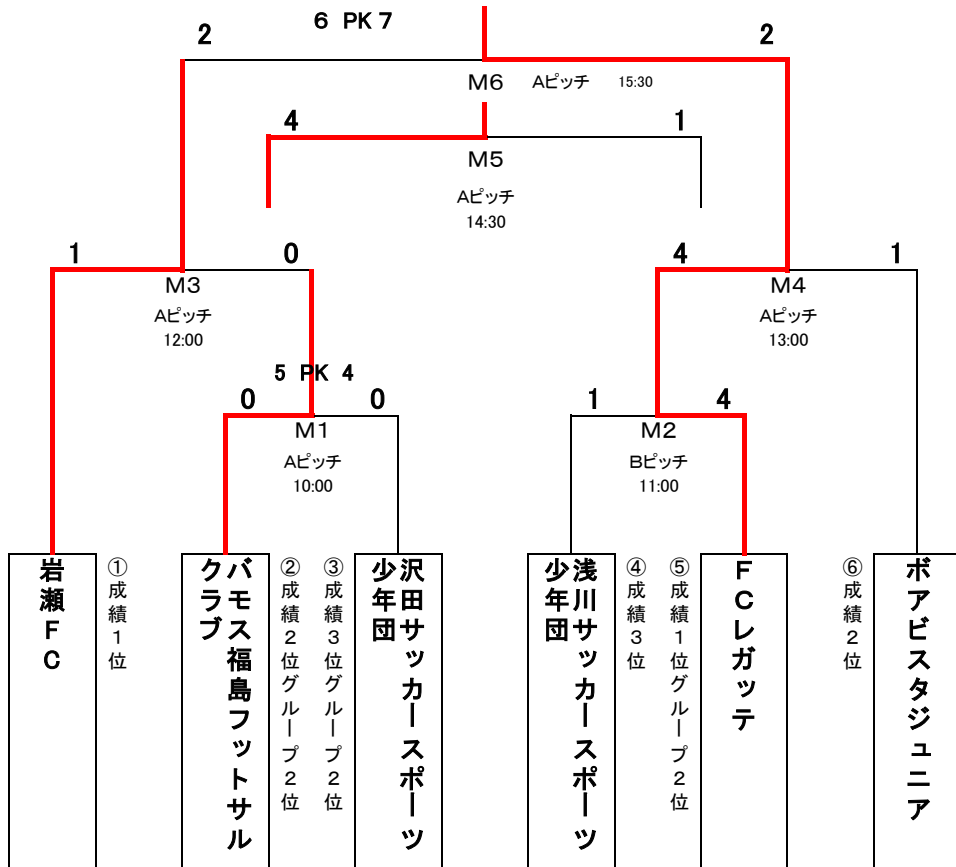 6 PK 7
2 2
M6 Aピッチ 15:30
4 1
M5
Aピッチ
14:30
1 0
M3
Aピッチ
12:00
4 1
M4
Aピッチ
13:00
5 PK 4
0 0
M1
Aピッチ
10:00
1 4
M2
Bピッチ
11:00
岩瀬FC
①成績1位
バモス福島フットサル
クラブ
②成績2位グループ2位
③成績3位グループ2位
沢田サッカースポーツ
少年団
浅川サッカースポーツ
少年団
④成績3位
⑤成績1位グループ2位
FCレガッテ
⑥成績2位
ボアビスタジュニア